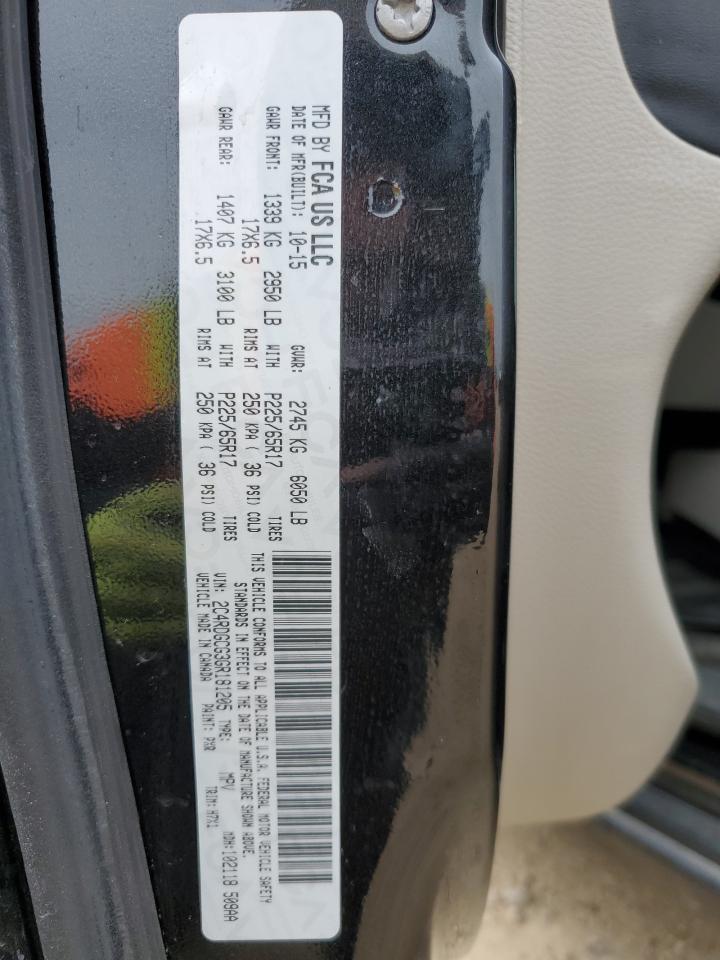 MFD BY FCA US LLC
DATE OF MFR(BUILT): 10-15 GVWR: 2745 KG 6050 LB
GAWR FRONT: 1339 KG 2950 LB WITH P225/65R17 TIRES
17X6.5 RIMS AT 250 KPA ( 36 PSI) COLD
GAWR REAR: 1407 KG 3100 LB WITH P225/65R17 TIRES
17X6.5 RIMS AT 250 KPA ( 36 PSI) COLD
THIS VEHICLE CONFORMS TO ALL APPLICABLE U.S.A. FEDERAL MOTOR VEHICLE SAFETY
STANDARDS IN EFFECT ON THE DATE OF MANUFACTURE SHOWN ABOVE.
VIN: 2C4RDGCG3GR181205 TYPE: MPV MDH:102118 509AA
VEHICLE MADE IN CANADA PAINT: PXR TRIM:H7X1